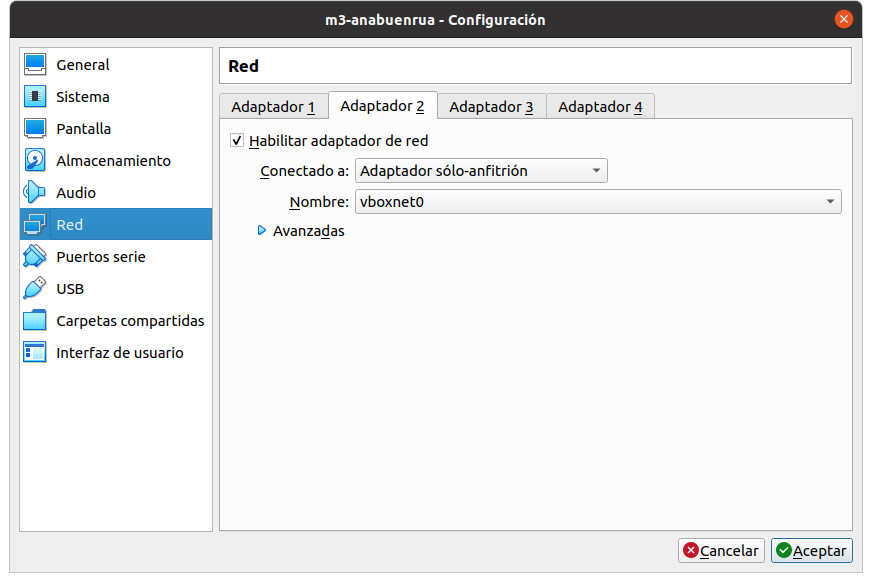 m3-anabuenrua - Configuración
General
Sistema
Pantalla
Almacenamiento
Audio
Red
Puertos serie
USB
Carpetas compartidas
Interfaz de usuario
Red
Adaptador 1 Adaptador 2 Adaptador 3 Adaptador 4
Habilitar adaptador de red
Conectado a: Adaptador sólo-anfitrión
Nombre: vboxnet0
Avanzadas
Cancelar Aceptar